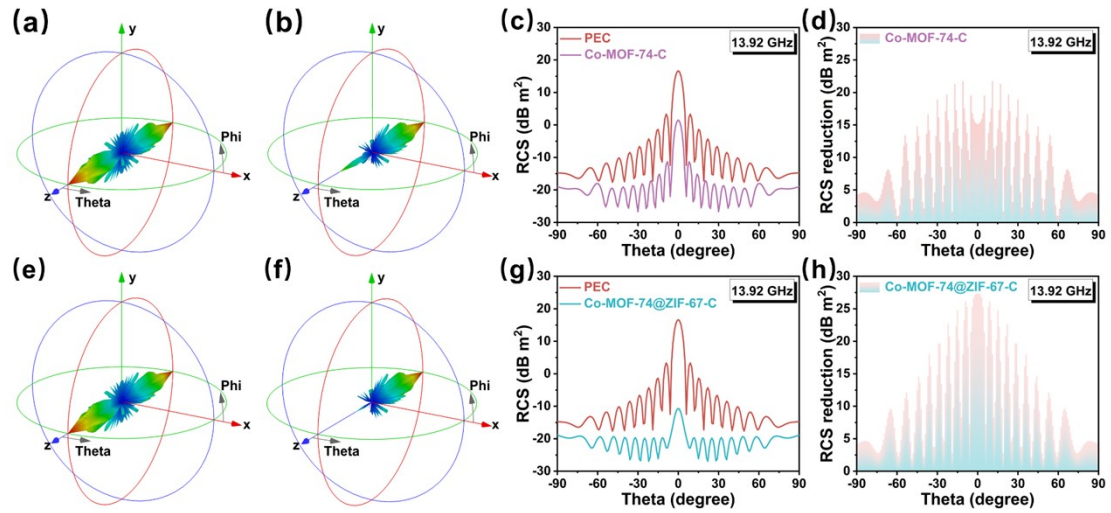 (a)
y
Phi
x
z
Theta
(b)
y
Phi
x
z
Theta
(c)
30
20
10
0
-10
-20
-30
RCS (dB m²)
PEC
Co-MOF-74-C
13.92 GHz
-90 -60 -30 0 30 60 90
Theta (degree)
(d)
30
25
20
15
10
5
0
RCS reduction (dB m²)
Co-MOF-74-C
13.92 GHz
-90 -60 -30 0 30 60 90
Theta (degree)
(e)
y
Phi
x
z
Theta
(f)
y
Phi
x
z
Theta
(g)
30
20
10
0
-10
-20
-30
RCS (dB m²)
PEC
Co-MOF-74@ZIF-67-C
13.92 GHz
-90 -60 -30 0 30 60 90
Theta (degree)
(h)
30
25
20
15
10
5
0
RCS reduction (dB m²)
Co-MOF-74@ZIF-67-C
13.92 GHz
-90 -60 -30 0 30 60 90
Theta (degree)